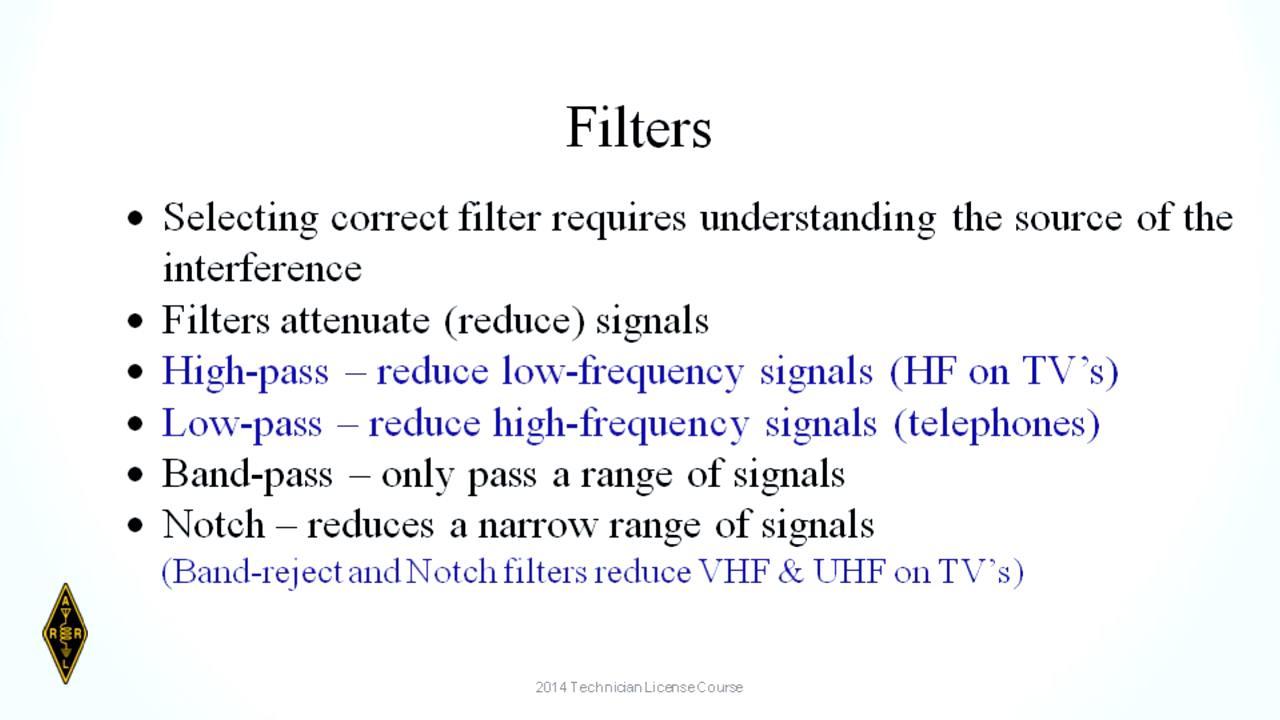 Filters
• Selecting correct filter requires understanding the source of the
interference
• Filters attenuate (reduce) signals
• High-pass – reduce low-frequency signals (HF on TV's)
• Low-pass – reduce high-frequency signals (telephones)
• Band-pass – only pass a range of signals
• Notch – reduces a narrow range of signals
(Band-reject and Notch filters reduce VHF & UHF on TV's)
A
R R
L
2014 Technician License Course